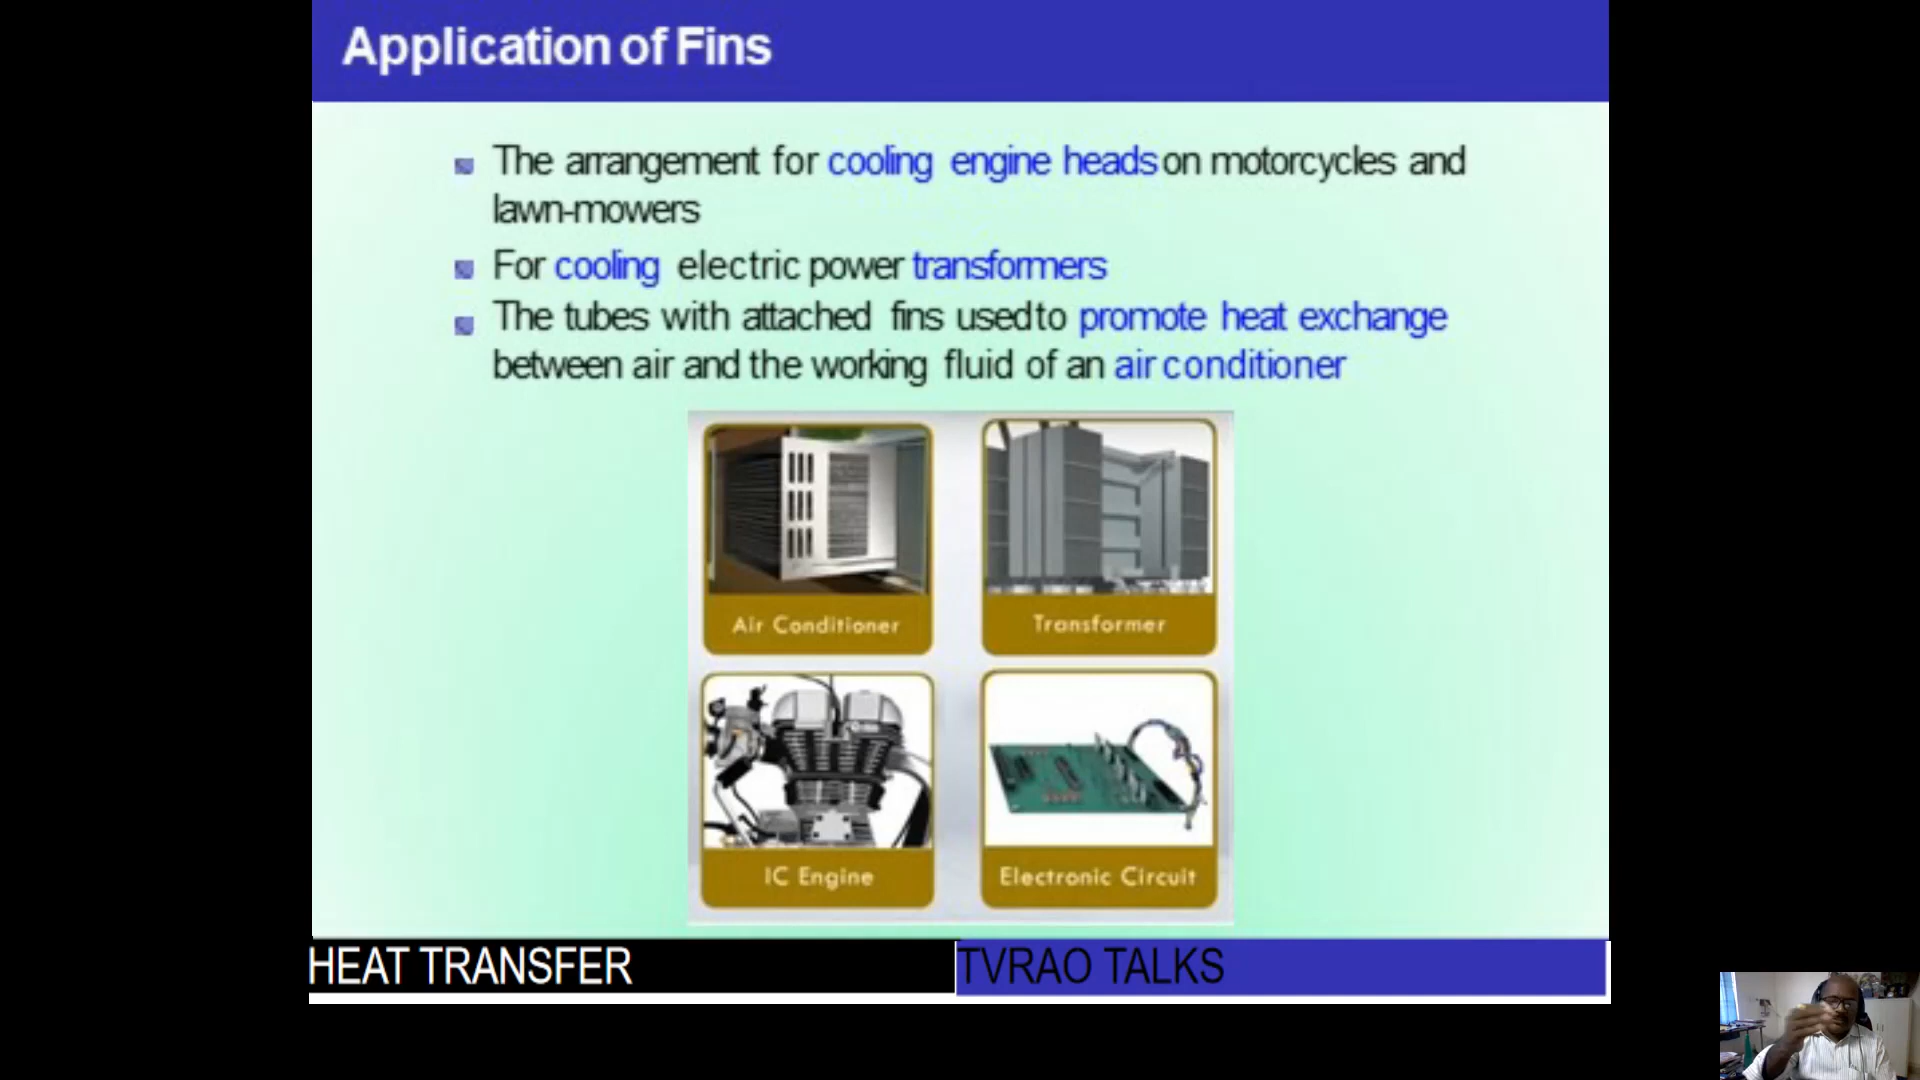 Application of Fins
The arrangement for cooling engine heads on motorcycles and
lawn-mowers
For cooling electric power transformers
The tubes with attached fins used to promote heat exchange
between air and the working fluid of an air conditioner
Air Conditioner
Transformer
IC Engine
Electronic Circuit
HEAT TRANSFER
TVRAO TALKS